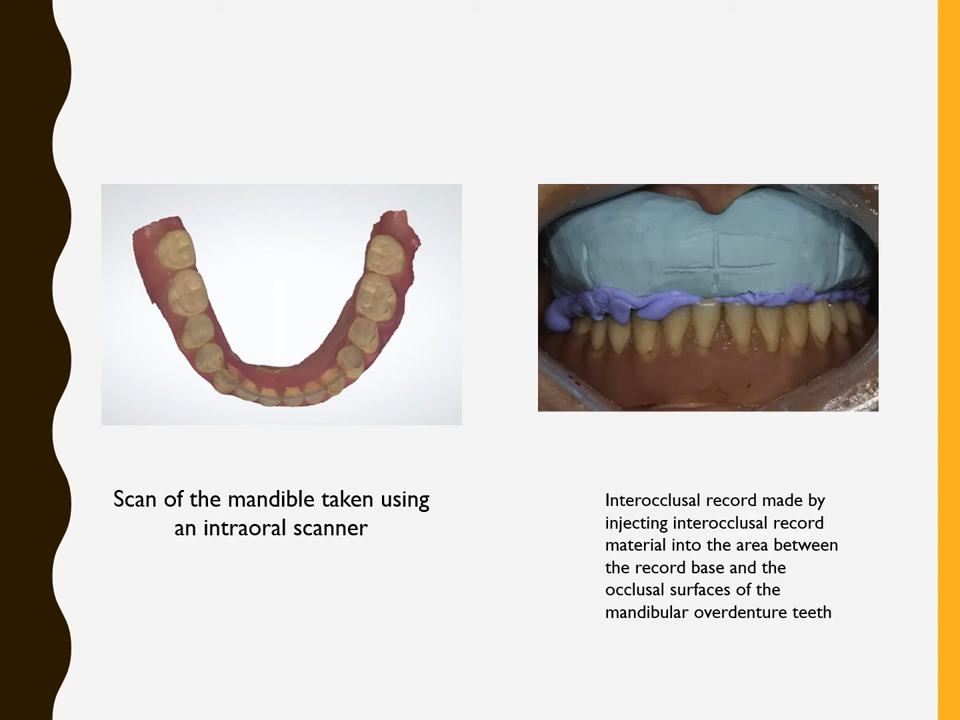 Scan of the mandible taken using
an intraoral scanner
Interocclusal record made by
injecting interocclusal record
material into the area between
the record base and the
occlusal surfaces of the
mandibular overdenture teeth